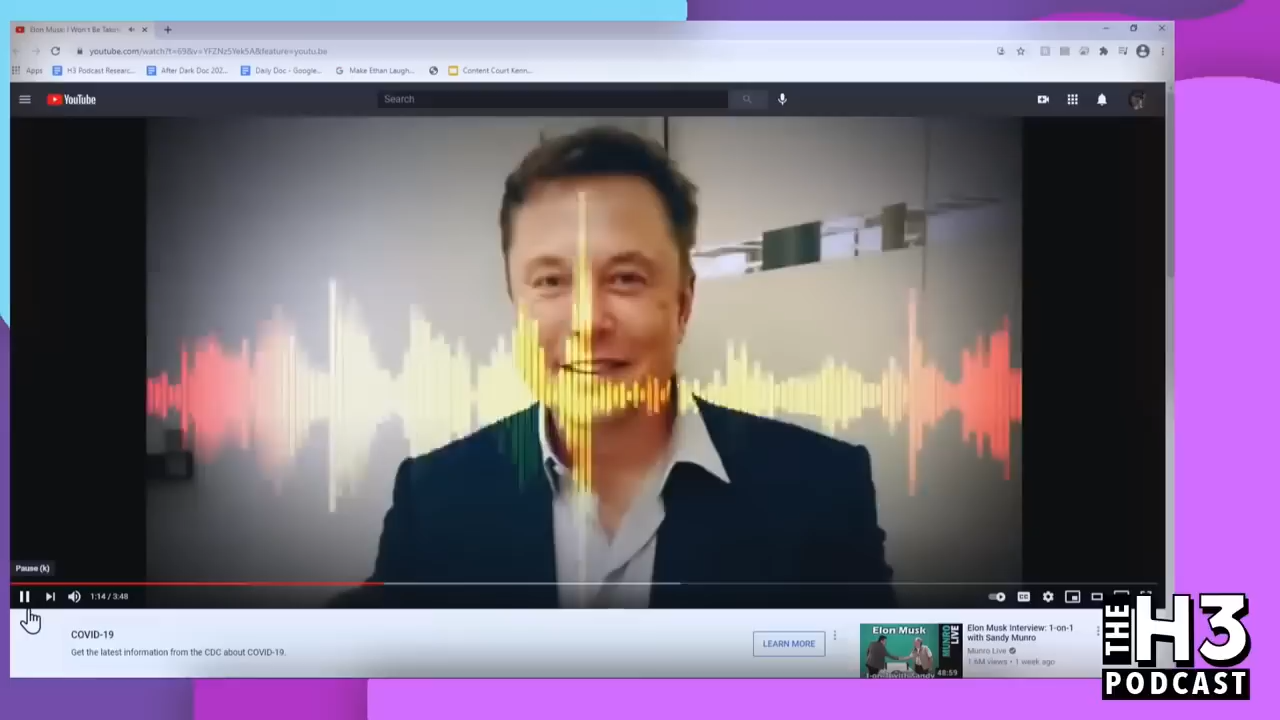 Elon Musk: I Won't Be Takin
youtube.com/watch?t=69&v=YFZNz5Yek5A&feature=youtu.be
Apps H3 Podcast Researc... After Dark Doc 202... Daily Doc - Google... Make Ethan Laugh... Content Court Kenn...
YouTube
Search
Pause (k)
1:14 / 3:48
CC
COVID-19
Get the latest information from the CDC about COVID-19.
LEARN MORE
Elon Musk
MUNRO LIVE
48:59
Elon Musk Interview: 1-on-1
with Sandy Munro
Munro Live
1.6M views • 1 week ago
THE H3
PODCAST